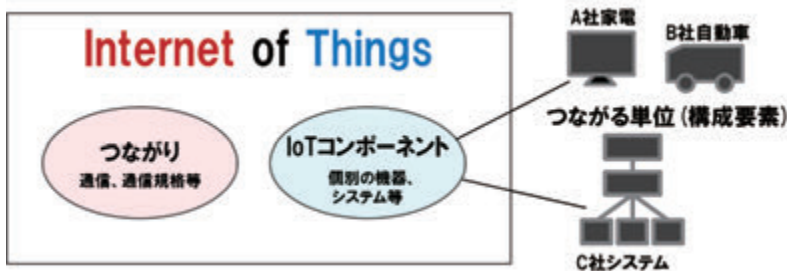 Internet of Things
つながり
通信、通信規格等
IoTコンポーネント
個別の機器、
システム等
A社家電
B社自動車
つながる単位(構成要素)
C社システム